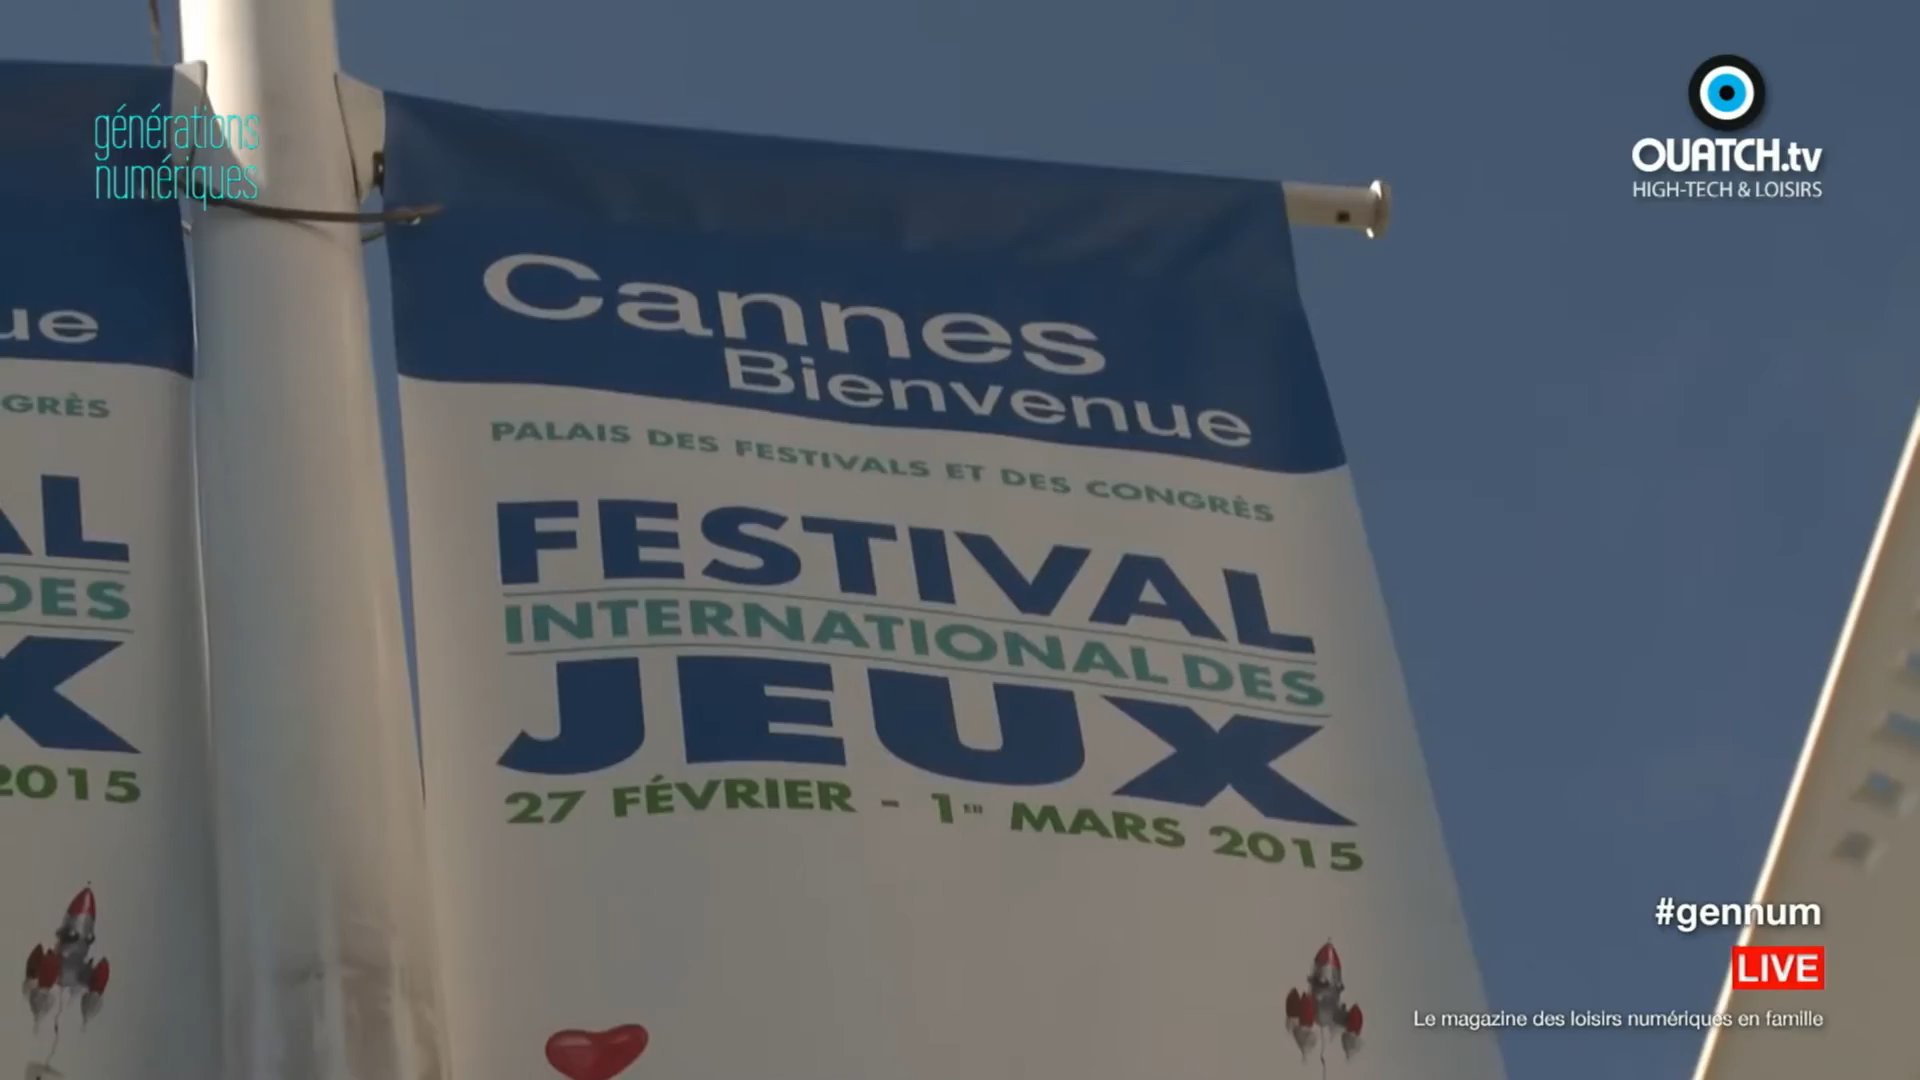 générations
numériques
OUATCH.tv
HIGH-TECH & LOISIRS
ue
GRÈS
AL
DES
X
2015
Cannes
Bienvenue
PALAIS DES FESTIVALS ET DES CONGRÈS
FESTIVAL
INTERNATIONAL DES
JEUX
27 FÉVRIER - 1er MARS 2015
#gennum
LIVE
Le magazine des loisirs numériques en famille